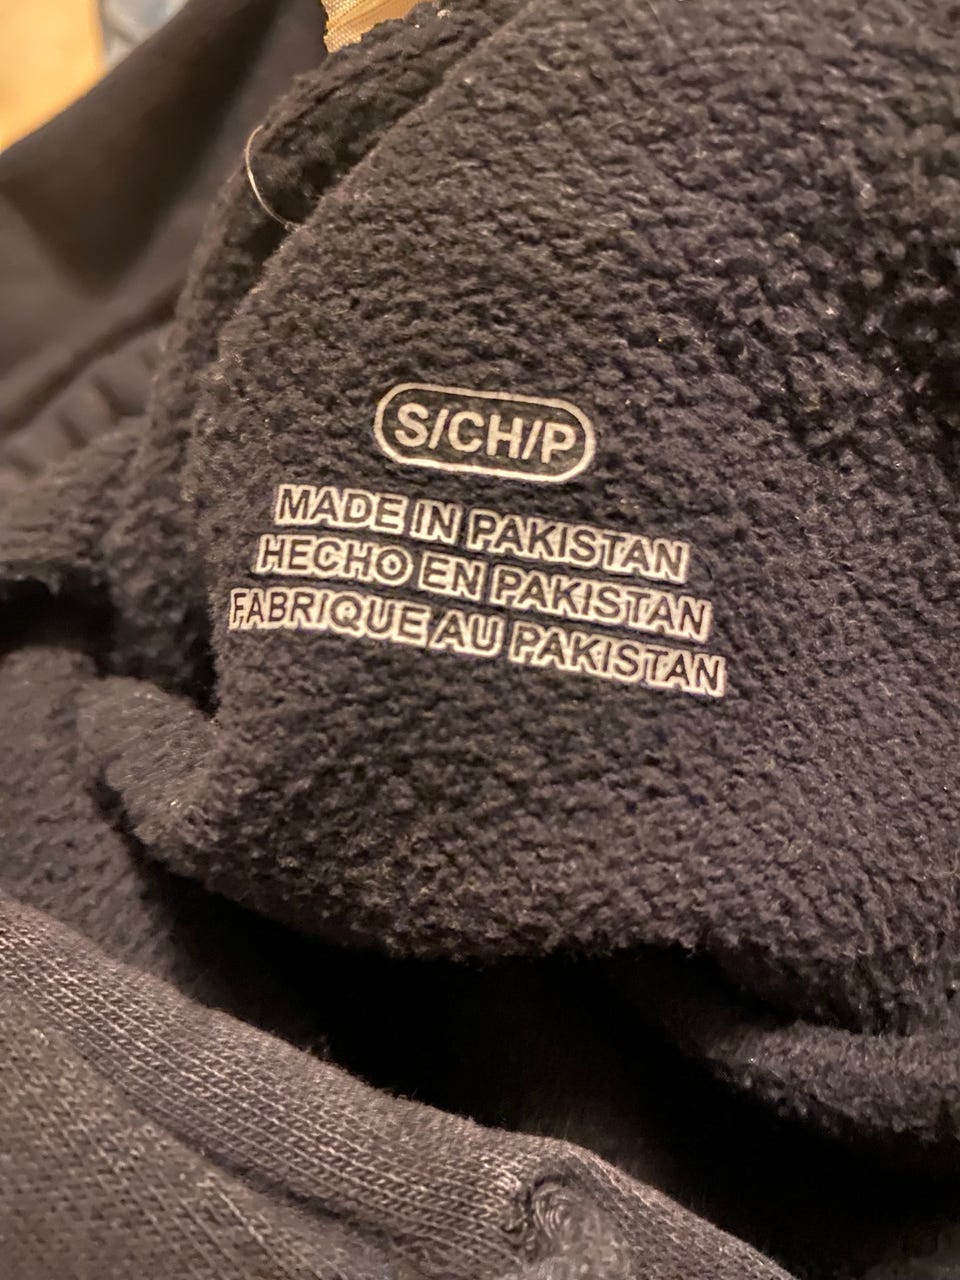 S/CH/P
MADE IN PAKISTAN
HECHO EN PAKISTAN
FABRIQUE AU PAKISTAN